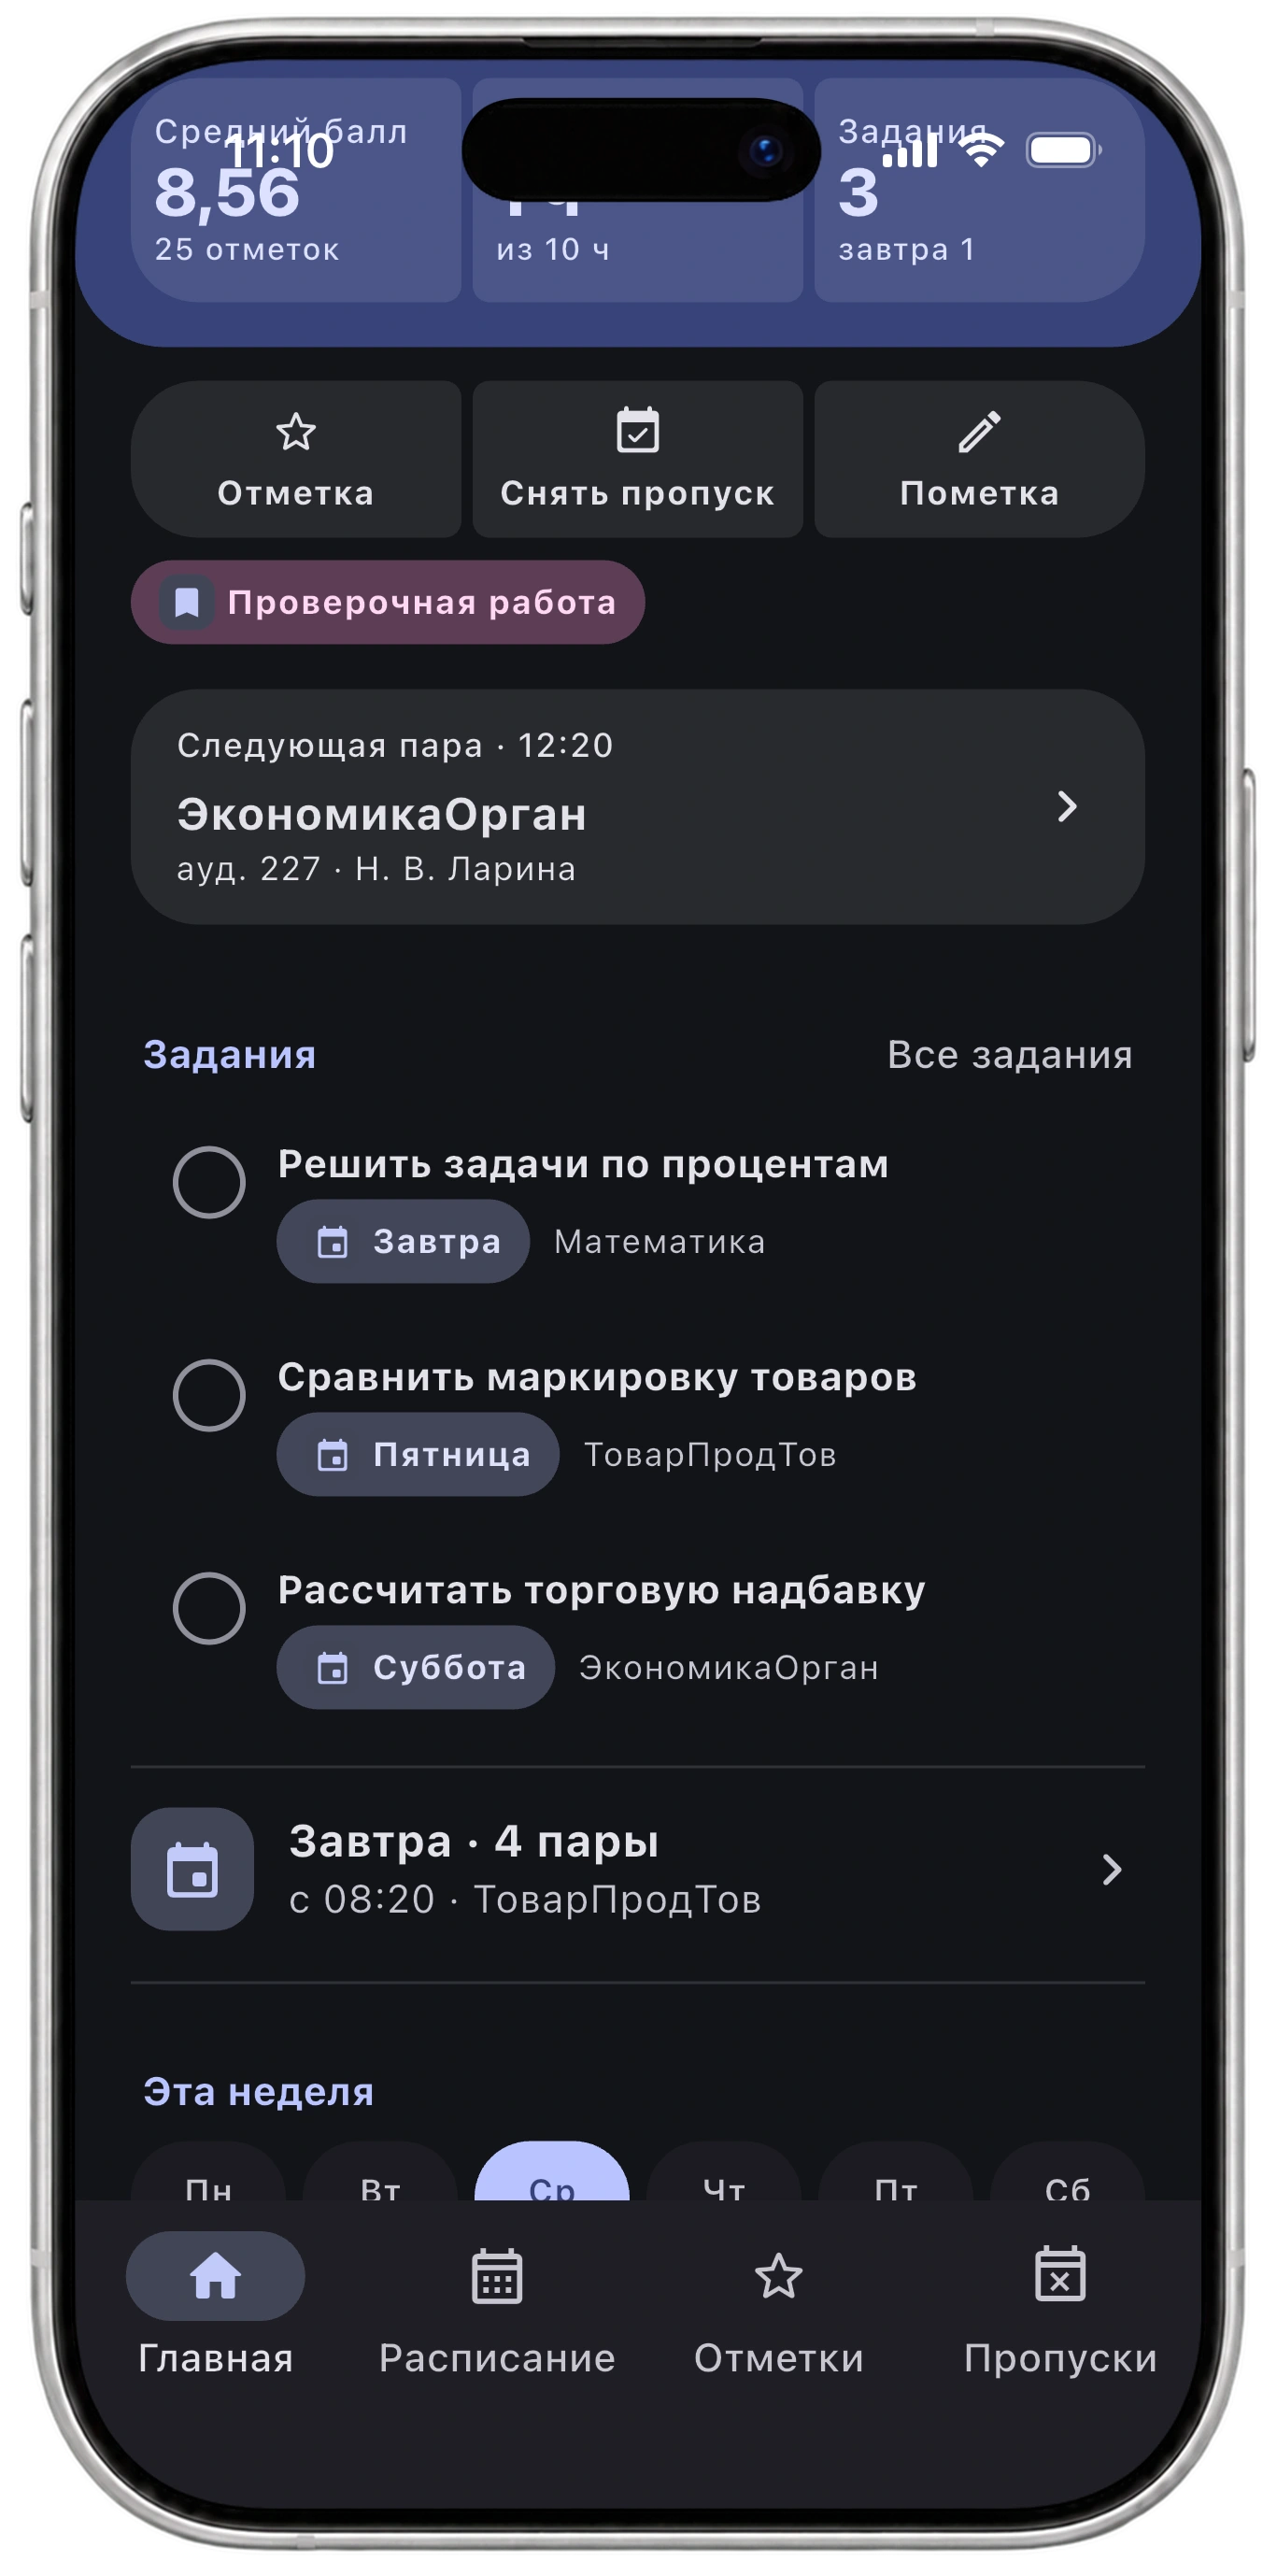 Средний балл
Задания
11:10
8,56
3
25 отметок
из 10 ч
завтра 1
Отметка
Снять пропуск
Пометка
Проверочная работа
Следующая пара · 12:20
ЭкономикаОрган
ауд. 227 · Н. В. Ларина
Задания
Все задания
Решить задачи по процентам
Завтра
Математика
Сравнить маркировку товаров
Пятница
ТоварПродТов
Рассчитать торговую надбавку
Суббота
ЭкономикаОрган
Завтра · 4 пары
с 08:20 · ТоварПродТов
Эта неделя
Пн
Вт
Ср
Чт
Пт
Сб
Главная
Расписание
Отметки
Пропуски